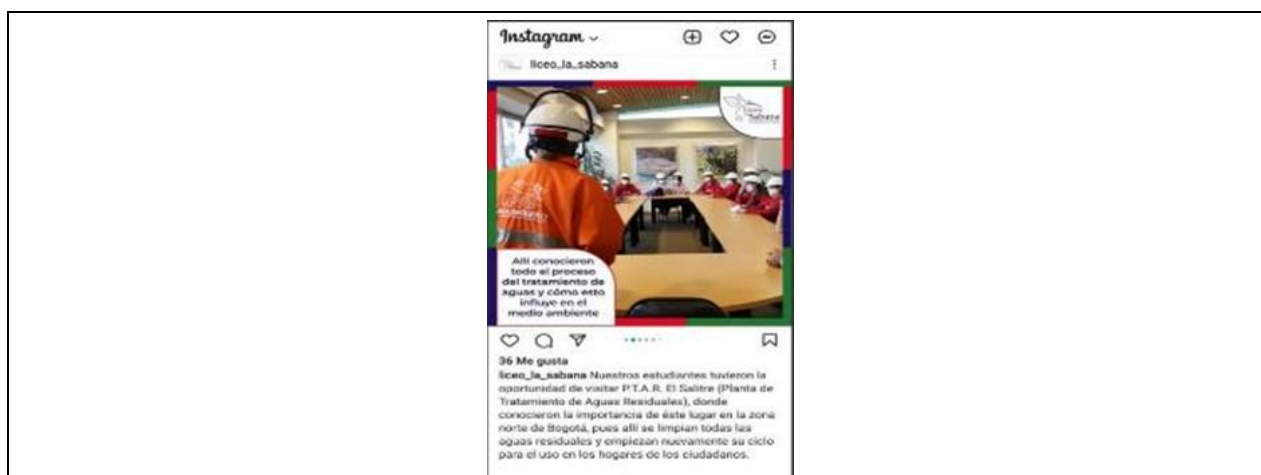 Instagram
liceo_la_sabana
Liceo
Sabana
Allí conocieron
todo el proceso
del tratamiento de
aguas y cómo esto
influye en el
medio ambiente
36 Me gusta
liceo_la_sabana Nuestros estudiantes tuvieron la
oportunidad de visitar P.T.A.R. El Salitre (Planta de
Tratamiento de Aguas Residuales), donde
conocieron la importancia de éste lugar en la zona
norte de Bogotá, pues allí se limpian todas las
aguas residuales y empiezan nuevamente su ciclo
para el uso en los hogares de los ciudadanos.